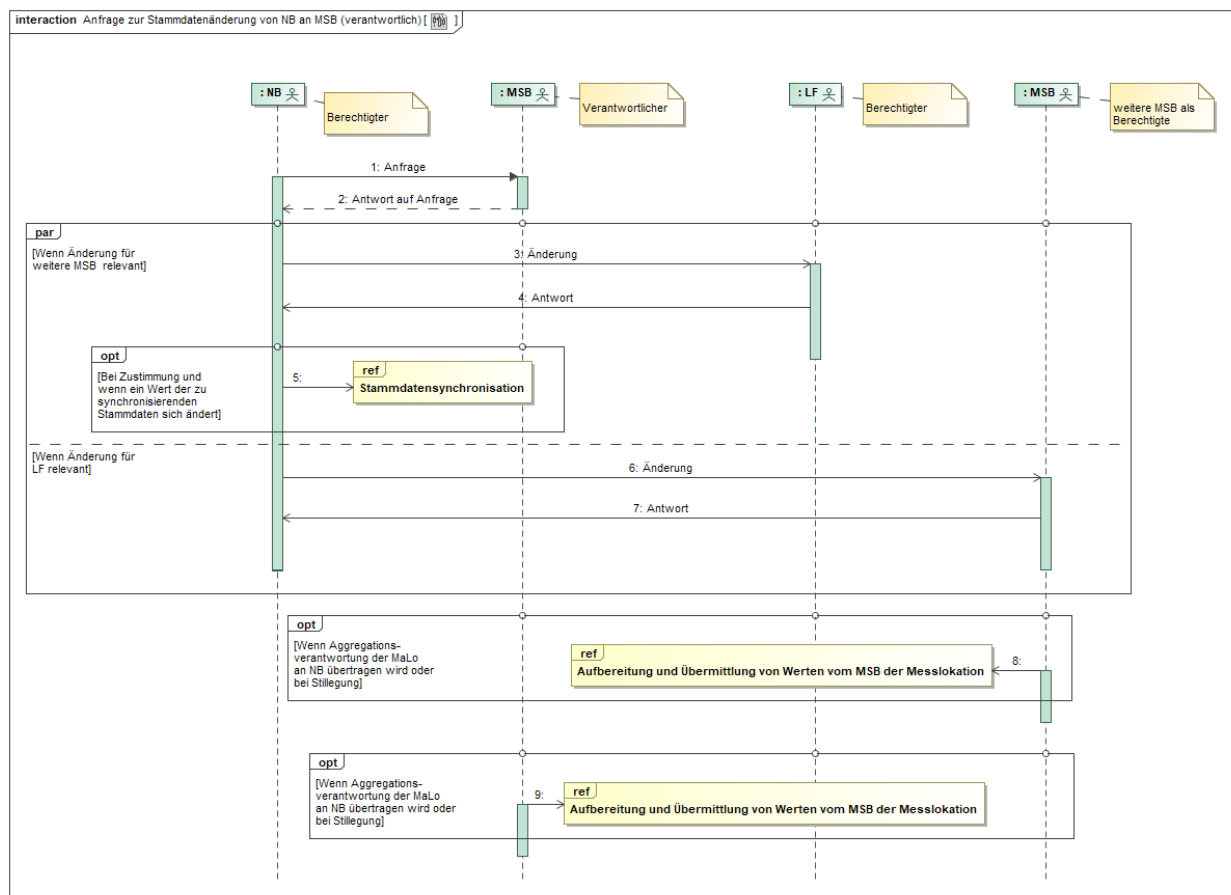 interaction Anfrage zur Stammdatenänderung von NB an MSB (verantwortlich) [ ]
: NB
Berechtigter
: MSB
Verantwortlicher
: LF
Berechtigter
: MSB
weitere MSB als
Berechtigte
1: Anfrage
2: Antwort auf Anfrage
par
[Wenn Änderung für
weitere MSB relevant]
3: Änderung
4: Antwort
opt
[Bei Zustimmung und
wenn ein Wert der zu
synchronisierenden
Stammdaten sich ändert]
5:
ref
Stammdatensynchronisation
[Wenn Änderung für
LF relevant]
6: Änderung
7: Antwort
opt
[Wenn Aggregations-
verantwortung der MaLo
an NB übertragen wird oder
bei Stillegung]
ref
Aufbereitung und Übermittlung von Werten vom MSB der Messlokation
8:
opt
[Wenn Aggregations-
verantwortung der MaLo
an NB übertragen wird oder
bei Stillegung]
9:
ref
Aufbereitung und Übermittlung von Werten vom MSB der Messlokation